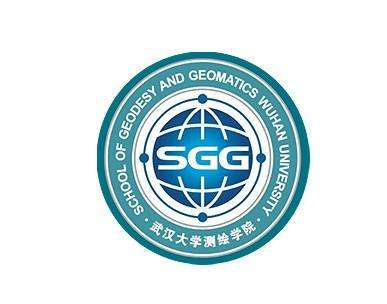 · SCHOOL OF GEODESY AND GEOMATICS WUHAN UNIVERSITY ·
SGG
武汉大学测绘学院